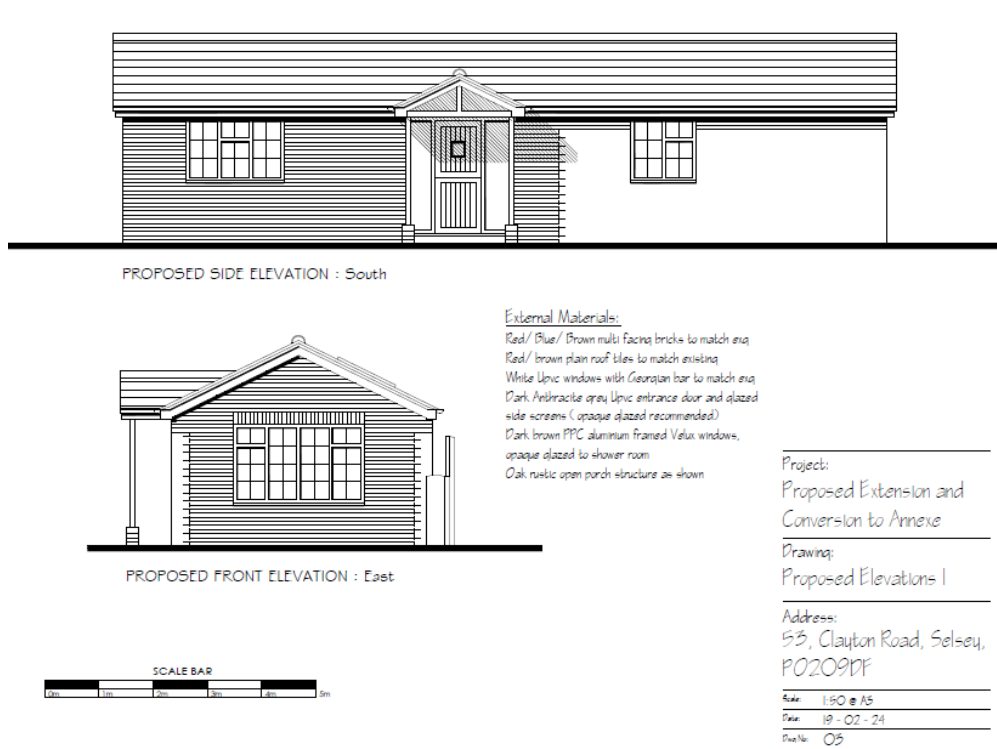 PROPOSED SIDE ELEVATION : South
External Materials:
Red/ Blue/ Brown multi facing bricks to match exg
Red/ brown plain roof tiles to match existing
White Upvc windows with Georgian bar to match exg
Dark Anthracite grey Upvc entrance door and glazed
side screens ( opaque glazed recommended)
Dark brown PPC aluminium framed Velux windows,
opaque glazed to shower room
Oak rustic open porch structure as shown
PROPOSED FRONT ELEVATION : East
SCALE BAR
0m 1m 2m 3m 4m 5m
Project:
Proposed Extension and
Conversion to Annexe
Drawing:
Proposed Elevations 1
Address:
53, Clayton Road, Selsey,
PO209DF
Scale: 1:50 @ A3
Date: 19 - 02 - 24
Dwg No: 03